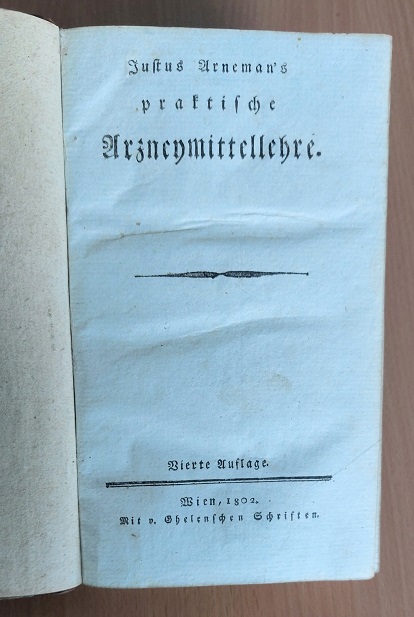 Justus Arneman's
praktische
Arzneymittellehre.
Vierte Auflage.
Wien, 1802.
Mit v. Ghelenschen Schriften.